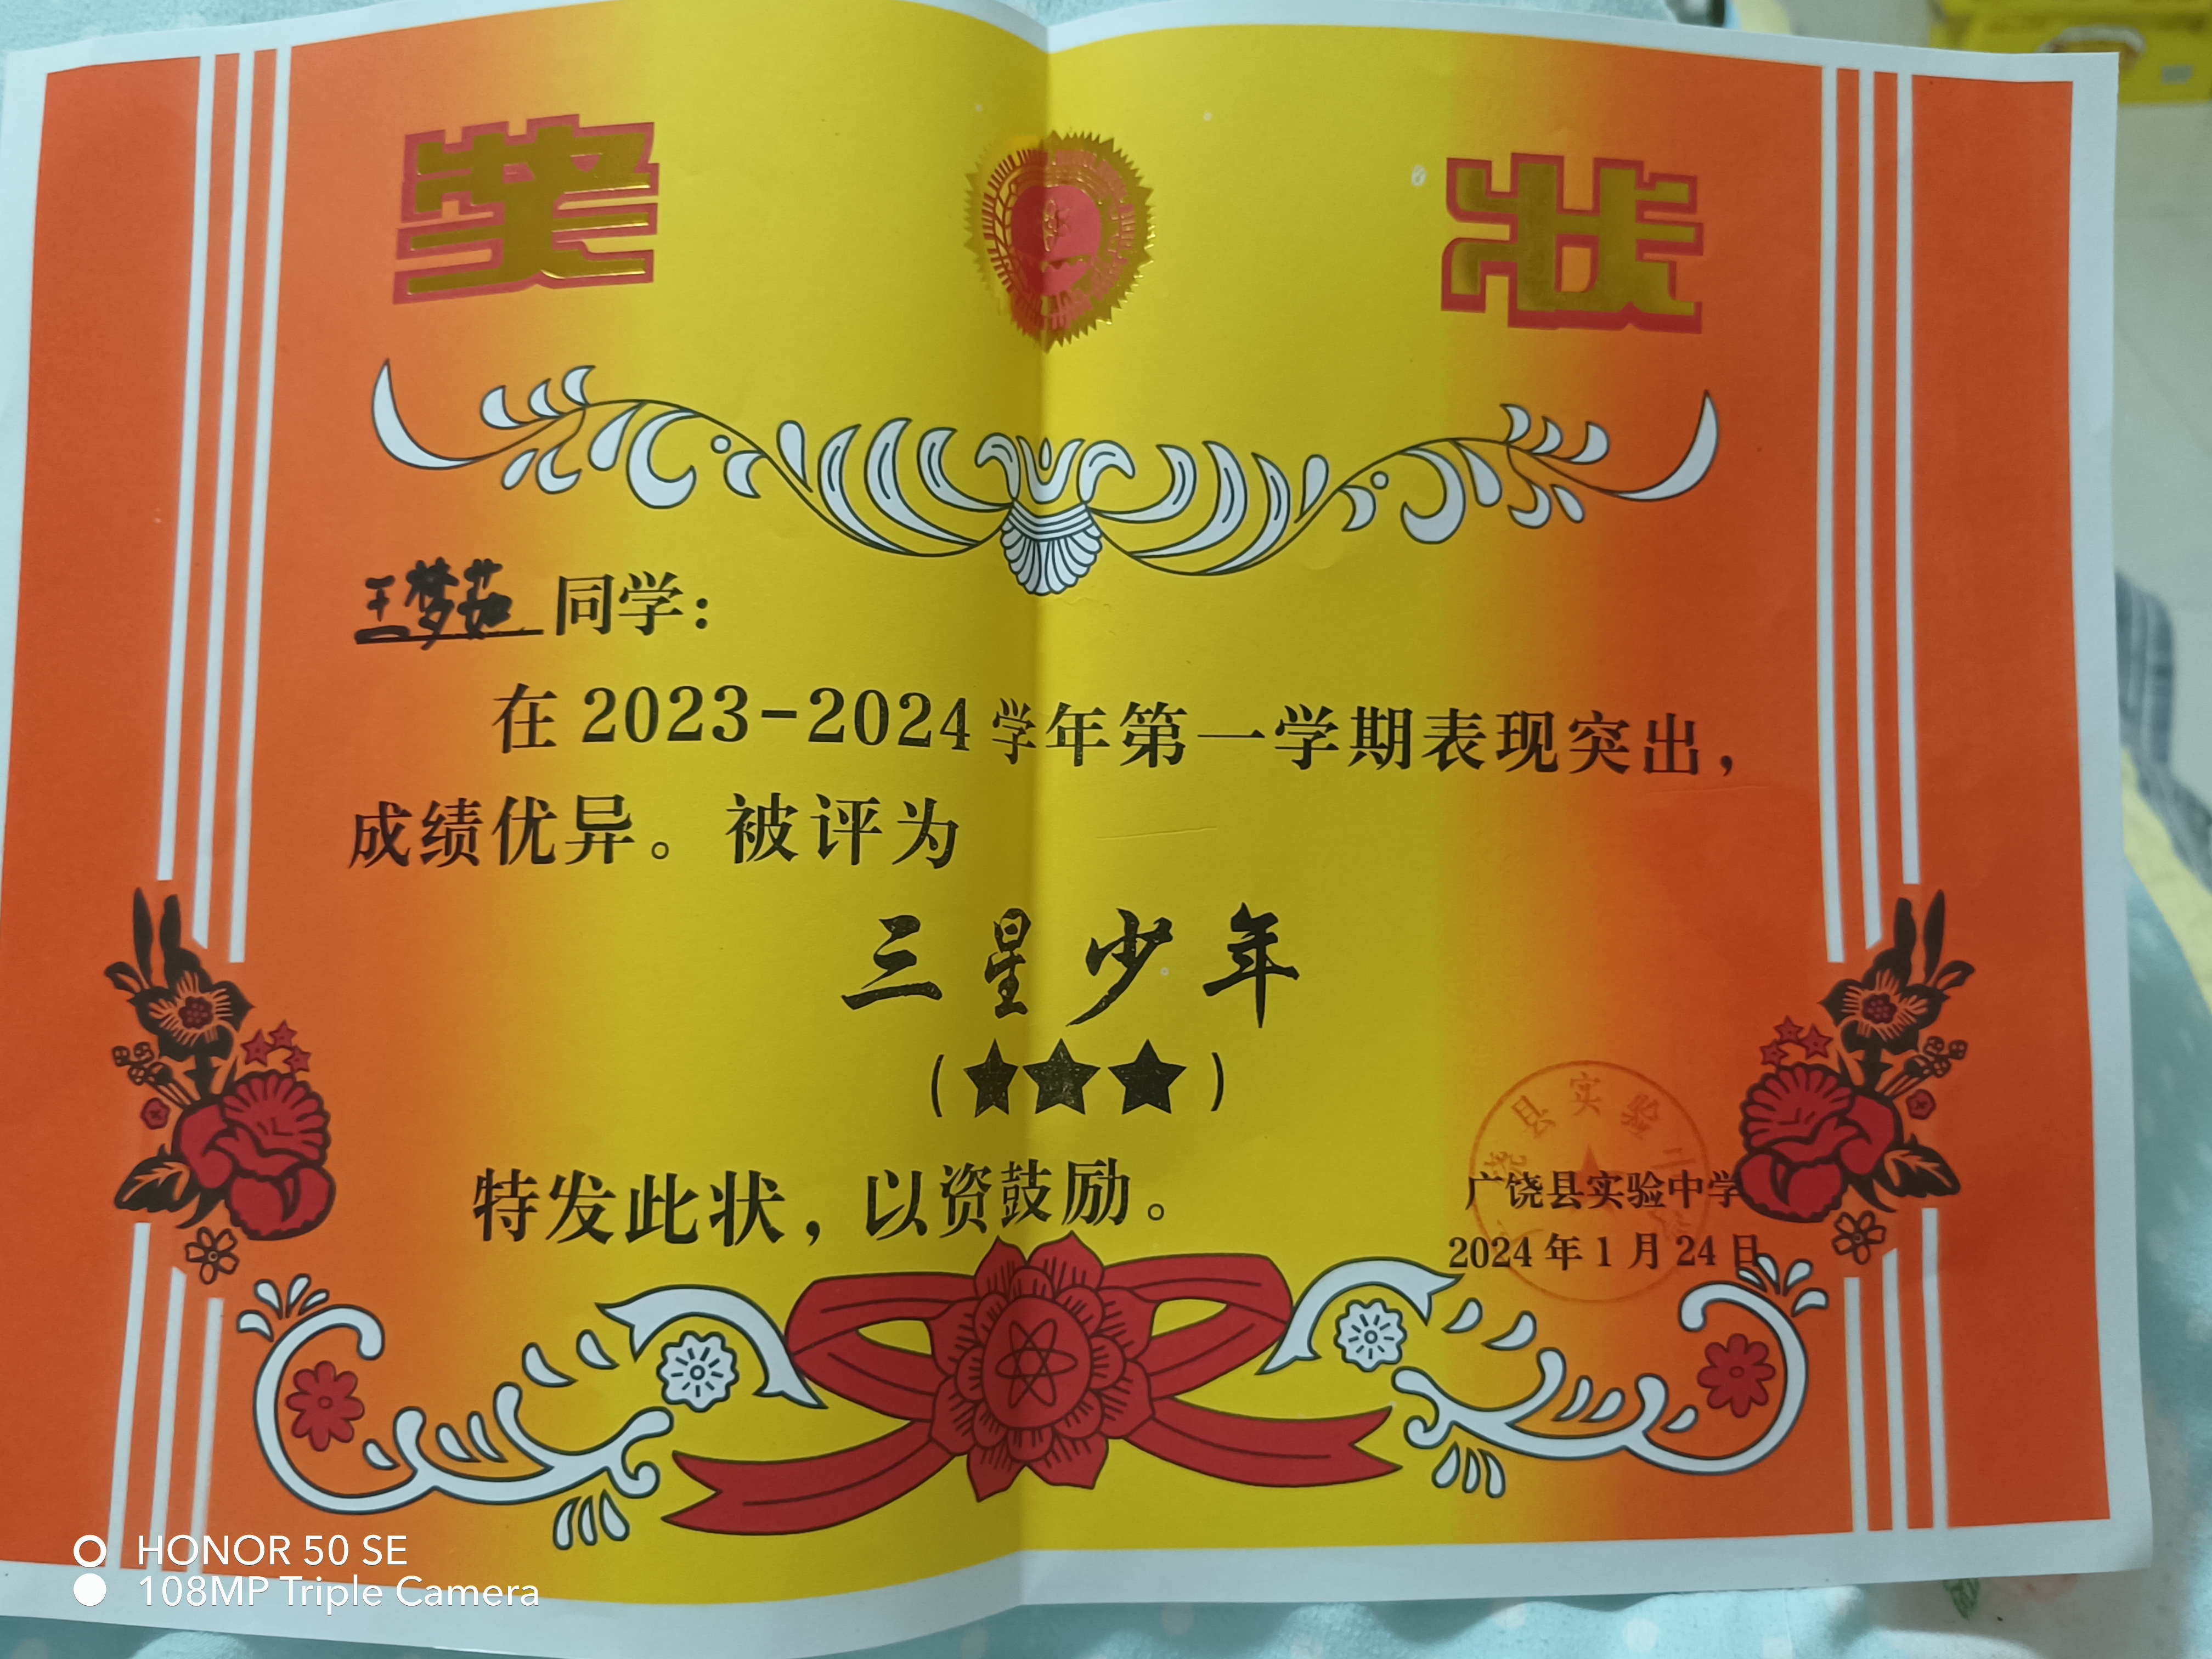 奖 状
王梦茹 同学:
在 2023-2024 学年第一学期表现突出,
成绩优异。被评为
三星少年
(★★★)
特发此状,以资鼓励。
广饶县实验中学
2024 年 1 月 24 日
HONOR 50 SE
108MP Triple Camera